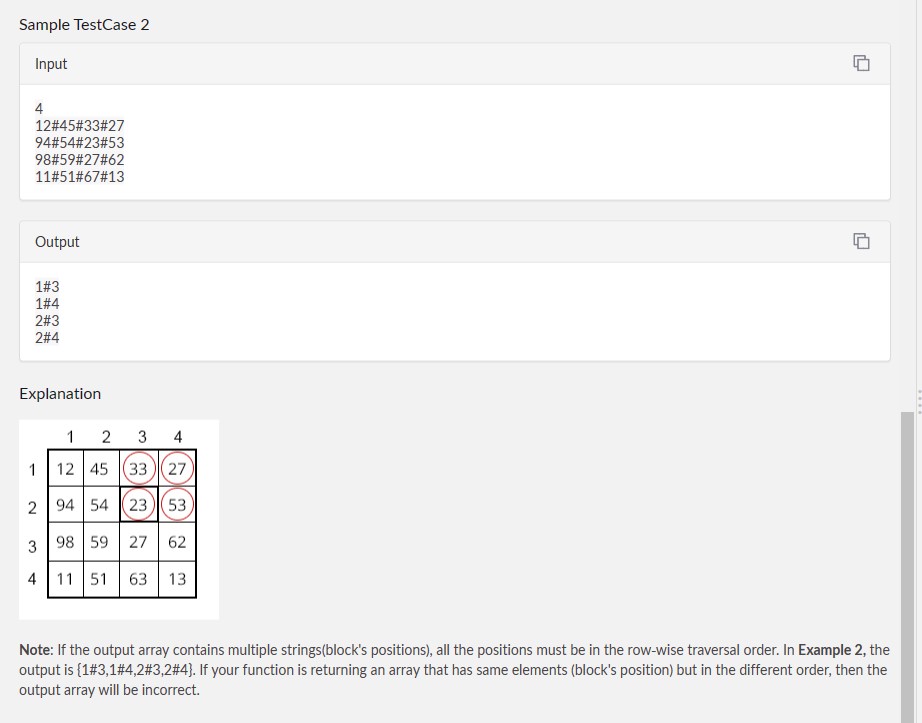 Sample TestCase 2
Input
4
12#45#33#27
94#54#23#53
98#59#27#62
11#51#67#13
Output
1#3
1#4
2#3
2#4
Explanation
1 2 3 4
1 12 45 33 27
2 94 54 23 53
3 98 59 27 62
4 11 51 63 13
Note: If the output array contains multiple strings(block's positions), all the positions must be in the row-wise traversal order. In Example 2, the
output is {1#3,1#4,2#3,2#4}. If your function is returning an array that has same elements (block's position) but in the different order, then the
output array will be incorrect.